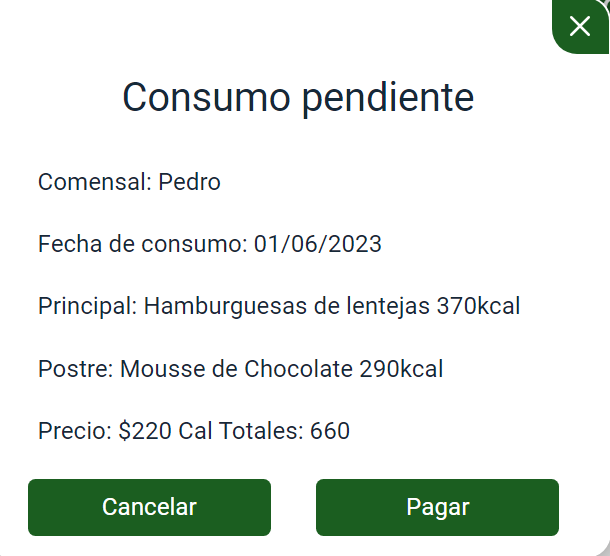 Consumo pendiente
Comensal: Pedro
Fecha de consumo: 01/06/2023
Principal: Hamburguesas de lentejas 370kcal
Postre: Mousse de Chocolate 290kcal
Precio: $220 Cal Totales: 660
Cancelar
Pagar